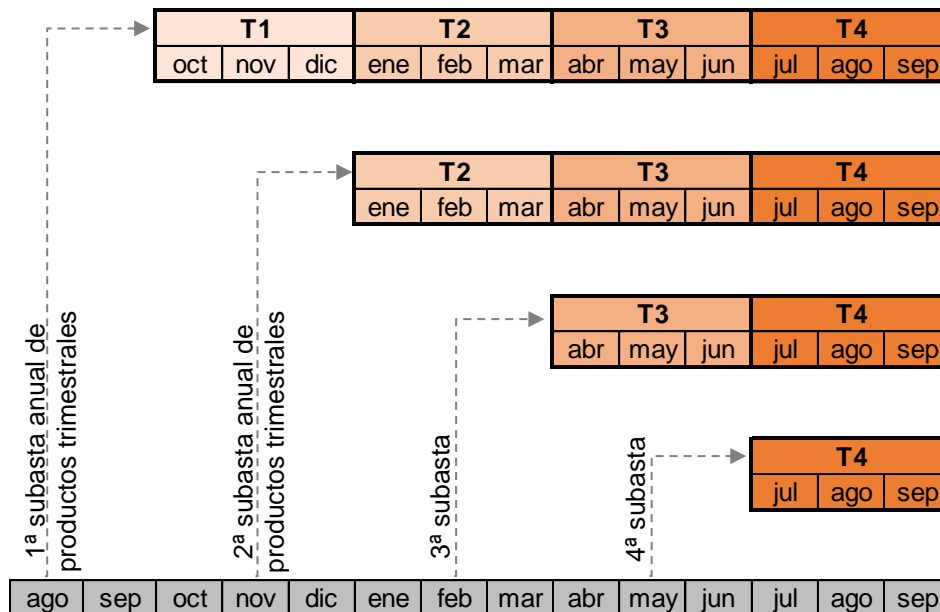 T1 T2 T3 T4
oct nov dic ene feb mar abr may jun jul ago sep
T2 T3 T4
ene feb mar abr may jun jul ago sep
T3 T4
abr may jun jul ago sep
T4
jul ago sep
1ª subasta anual de
productos trimestrales
2ª subasta anual de
productos trimestrales
3ª subasta
4ª subasta
ago sep oct nov dic ene feb mar abr may jun jul ago sep